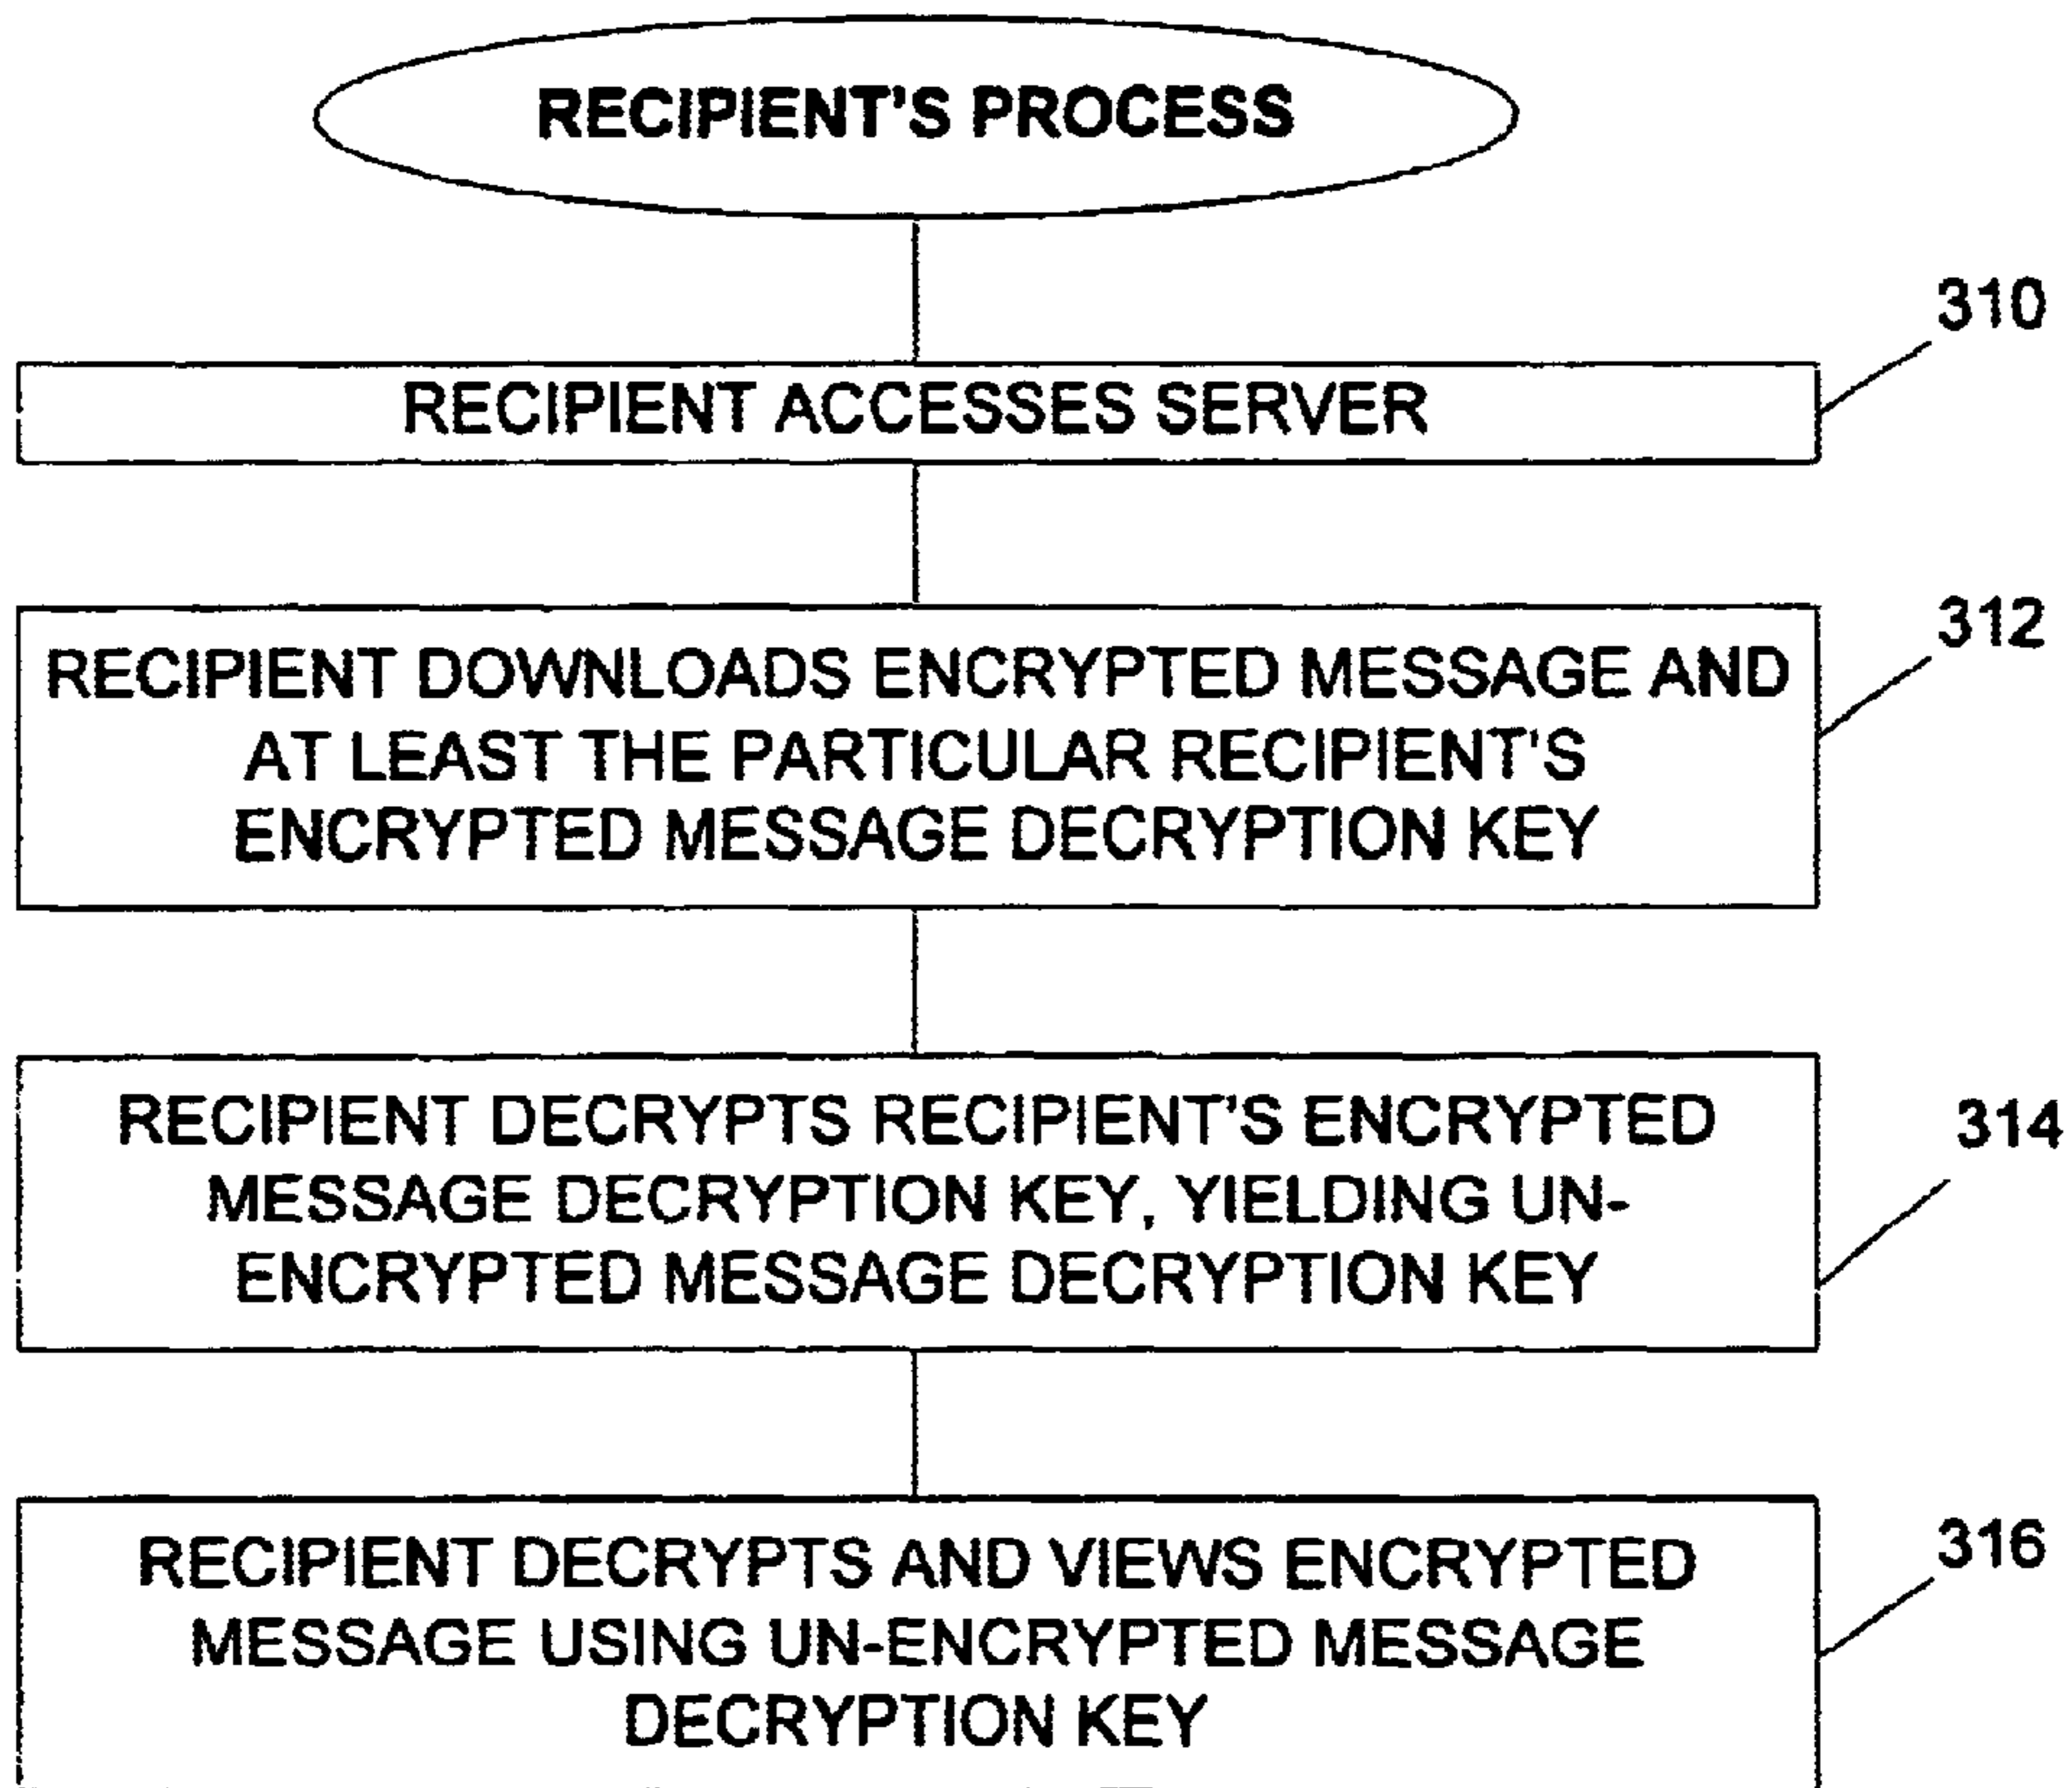 RECIPIENT'S PROCESS
310
RECIPIENT ACCESSES SERVER
312
RECIPIENT DOWNLOADS ENCRYPTED MESSAGE AND
AT LEAST THE PARTICULAR RECIPIENT'S
ENCRYPTED MESSAGE DECRYPTION KEY
314
RECIPIENT DECRYPTS RECIPIENT'S ENCRYPTED
MESSAGE DECRYPTION KEY, YIELDING UN-
ENCRYPTED MESSAGE DECRYPTION KEY
316
RECIPIENT DECRYPTS AND VIEWS ENCRYPTED
MESSAGE USING UN-ENCRYPTED MESSAGE
DECRYPTION KEY